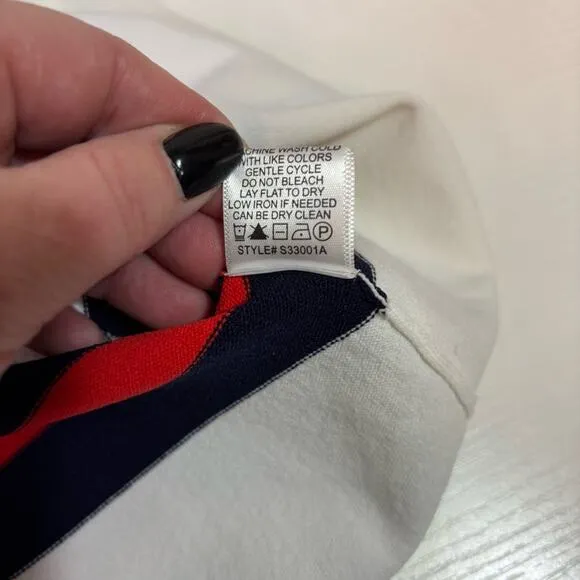 MACHINE WASH COLD
WITH LIKE COLORS
GENTLE CYCLE
DO NOT BLEACH
LAY FLAT TO DRY
LOW IRON IF NEEDED
CAN BE DRY CLEAN
P
STYLE# S33001A